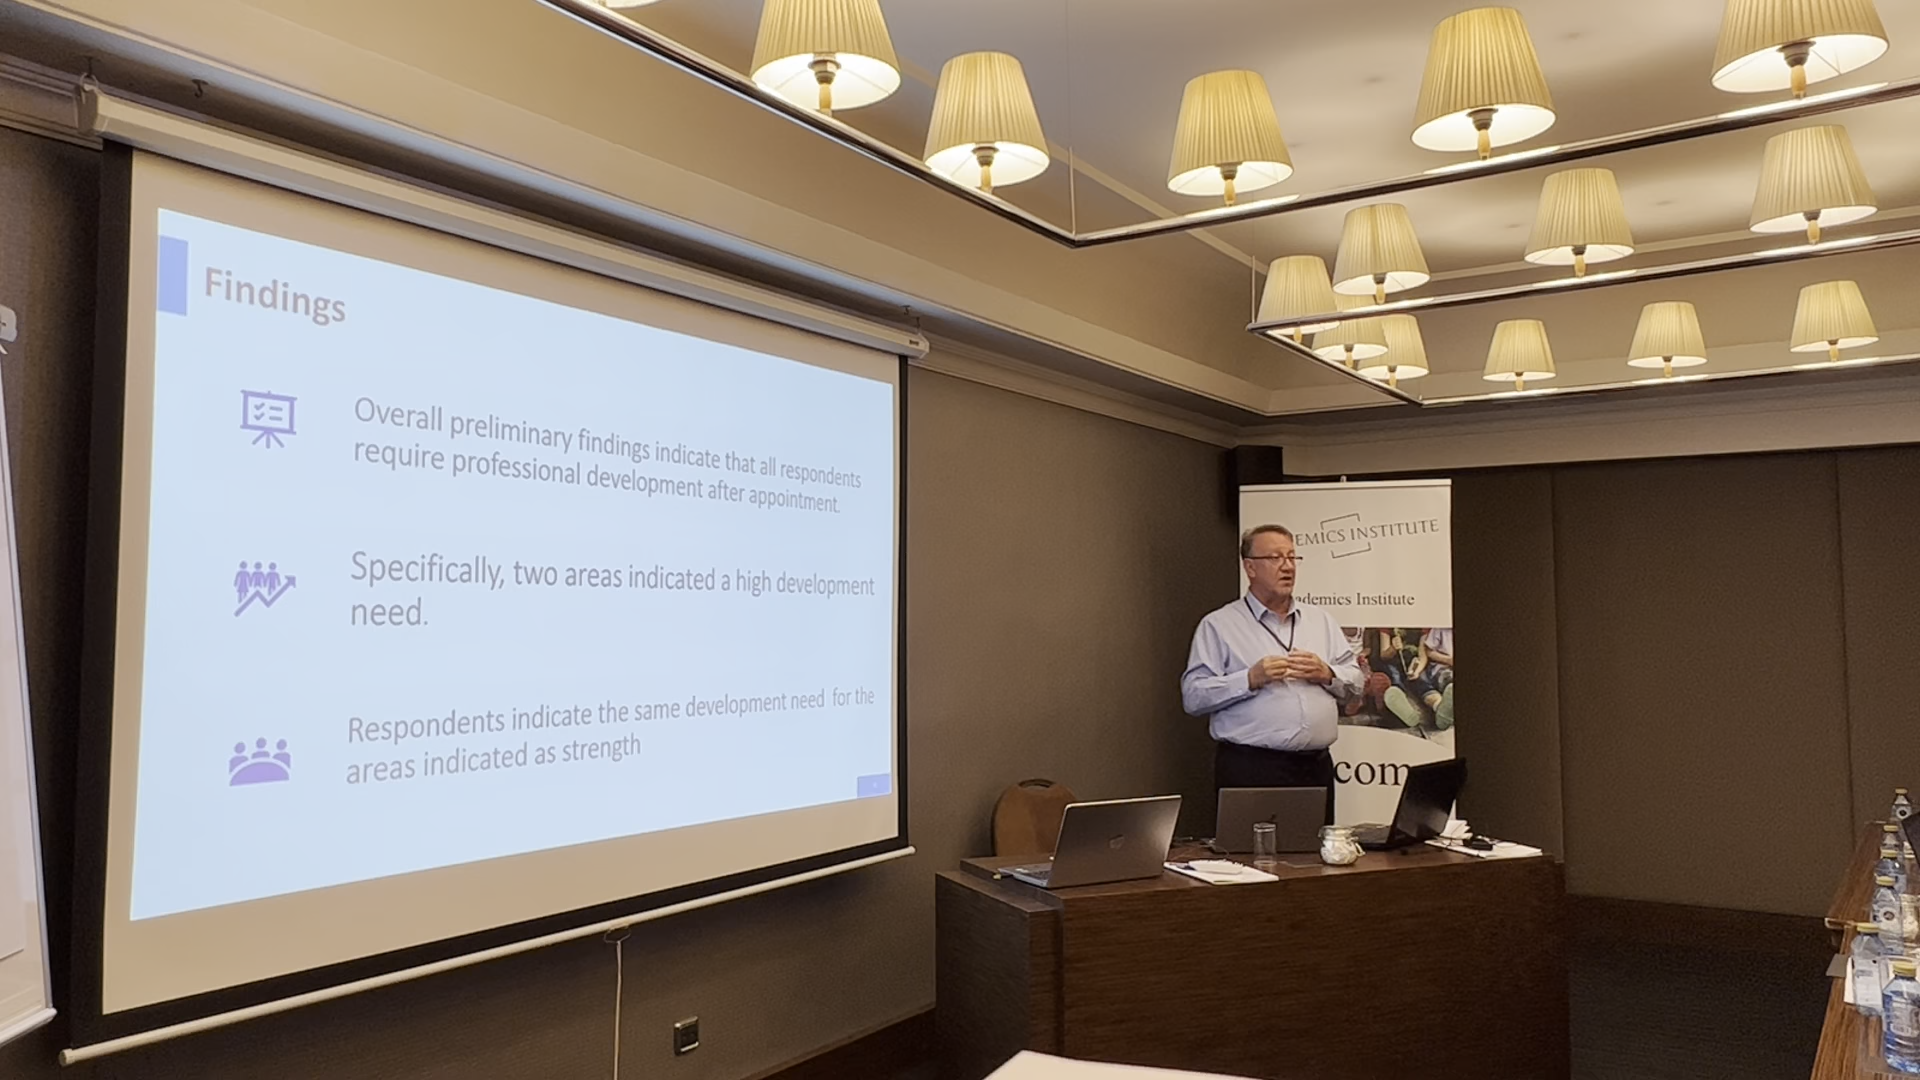 Findings
Overall preliminary findings indicate that all respondents
require professional development after appointment.
Specifically, two areas indicated a high development
need.
Respondents indicate the same development need for the
areas indicated as strength
EMICS INSTITUTE
ademics Institute
com